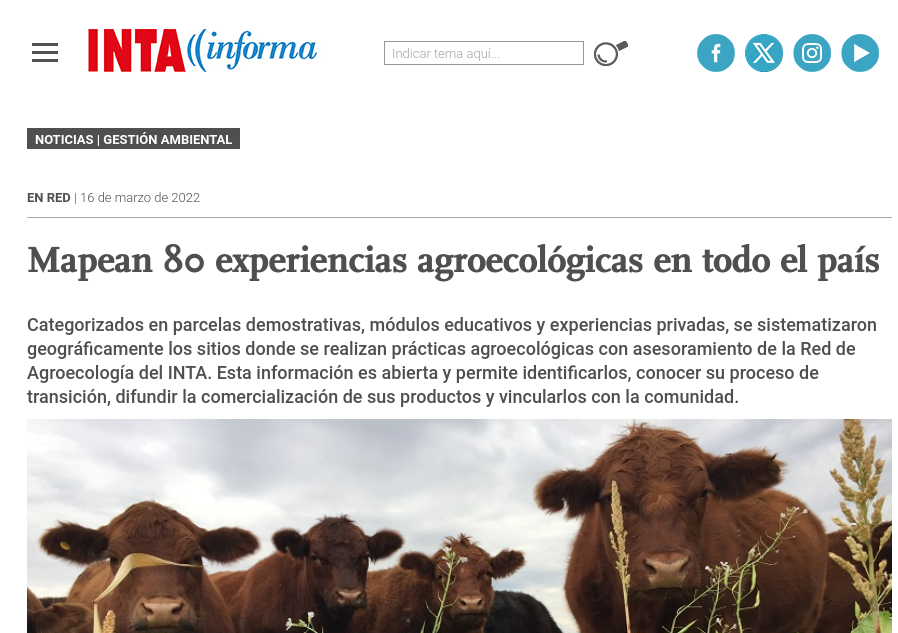 INTA informa
Indicar tema aquí...
NOTICIAS | GESTIÓN AMBIENTAL
EN RED | 16 de marzo de 2022
Mapean 80 experiencias agroecológicas en todo el país
Categorizados en parcelas demostrativas, módulos educativos y experiencias privadas, se sistematizaron
geográficamente los sitios donde se realizan prácticas agroecológicas con asesoramiento de la Red de
Agroecología del INTA. Esta información es abierta y permite identificarlos, conocer su proceso de
transición, difundir la comercialización de sus productos y vincularlos con la comunidad.